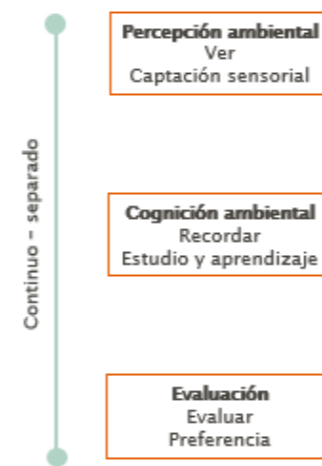 Continuo – separado
Percepción ambiental
Ver
Captación sensorial
Cognición ambiental
Recordar
Estudio y aprendizaje
Evaluación
Evaluar
Preferencia